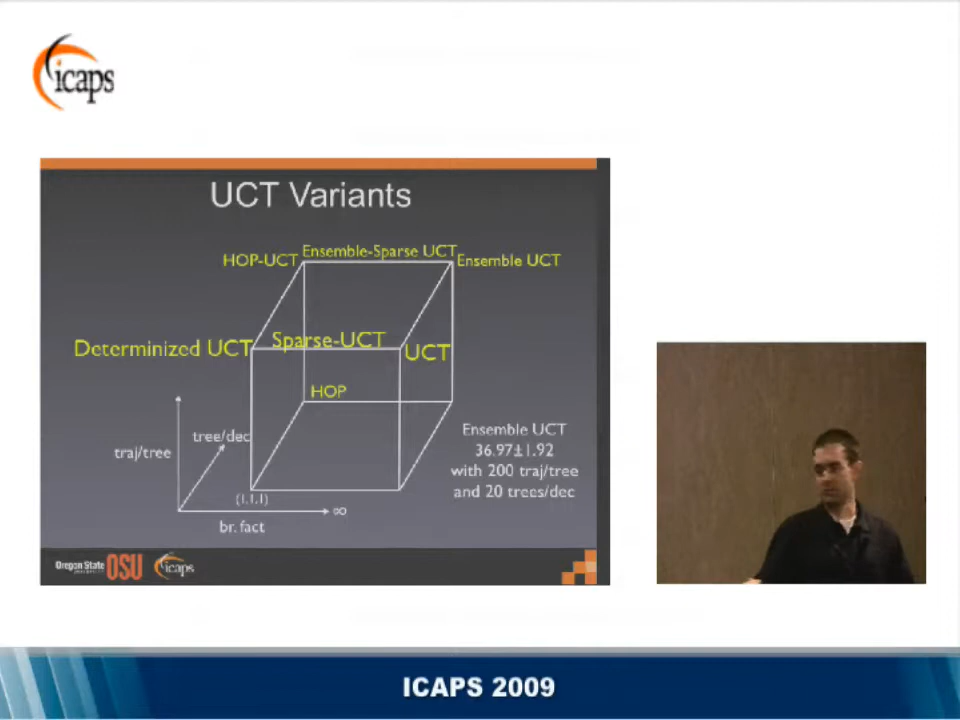 icaps
UCT Variants
HOP-UCT
Ensemble-Sparse UCT
Ensemble UCT
Determinized UCT
Sparse-UCT
UCT
HOP
traj/tree
tree/dec
(1,1,1)
br. fact
∞
Ensemble UCT
36.97±1.92
with 200 traj/tree
and 20 trees/dec
Oregon State
OSU
icaps
ICAPS 2009